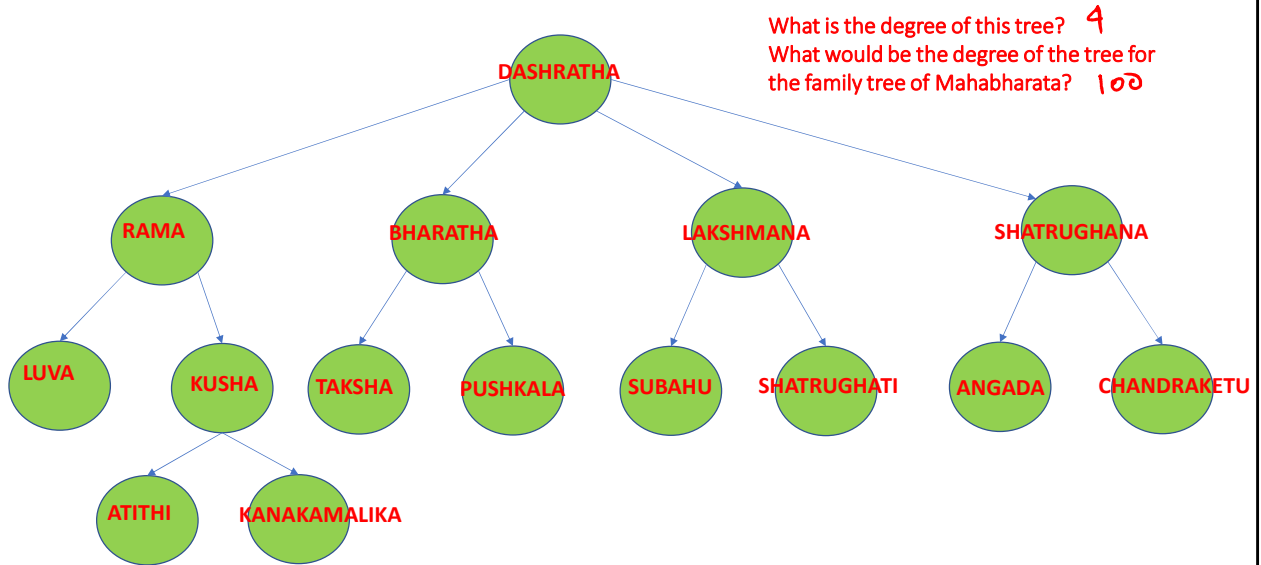 What is the degree of this tree? 4
What would be the degree of the tree for
the family tree of Mahabharata? 100
DASHRATHA
RAMA
BHARATHA
LAKSHMANA
SHATRUGHANA
LUVA
KUSHA
TAKSHA
PUSHKALA
SUBAHU
SHATRUGHATI
ANGADA
CHANDRAKETU
ATITHI
KANAKAMALIKA